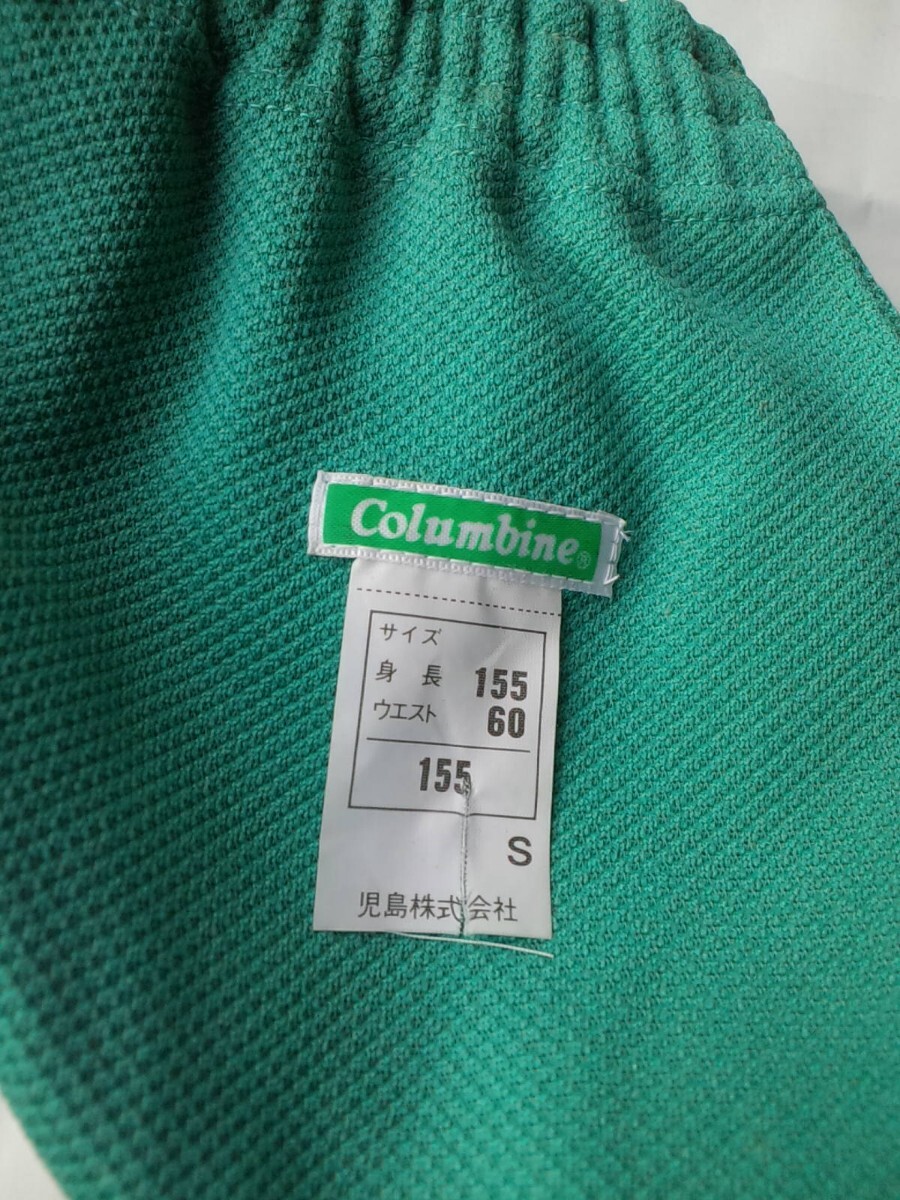 Columbine®
サイズ
身長 155
ウエスト 60
155
S
児島株式会社